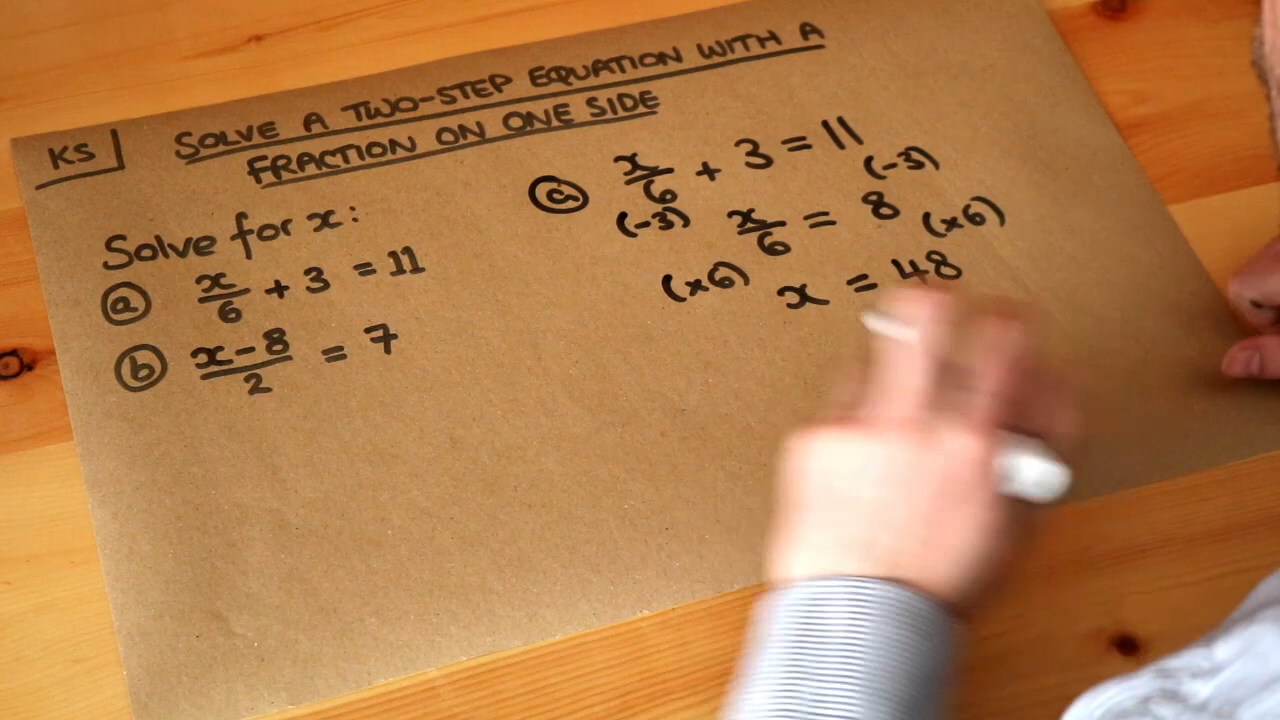 KS
SOLVE A TWO-STEP EQUATION WITH A
FRACTION ON ONE SIDE
Solve for x:
(a) x/6 + 3 = 11
(b) (x-8)/2 = 7
(a) x/6 + 3 = 11
(-3) (-3)
x/6 = 8
(x6) (x6)
x = 48